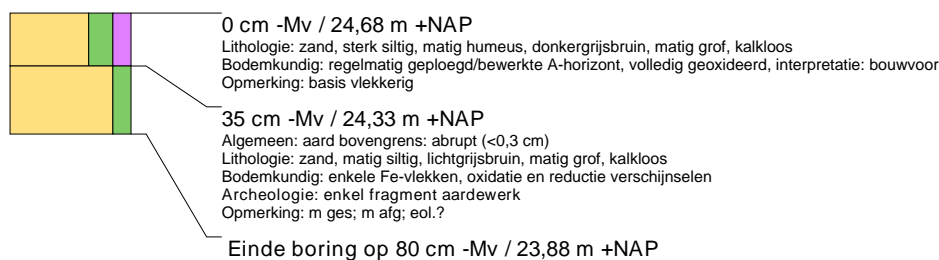 0 cm -Mv / 24,68 m +NAP
Lithologie: zand, sterk siltig, matig humeus, donkergrijsbruin, matig grof, kalkloos
Bodemkundig: regelmatig geploegd/bewerkte A-horizont, volledig geoxideerd, interpretatie: bouwvoor
Opmerking: basis vlekkerig
35 cm -Mv / 24,33 m +NAP
Algemeen: aard bovengrens: abrupt (<0,3 cm)
Lithologie: zand, matig siltig, lichtgrijsbruin, matig grof, kalkloos
Bodemkundig: enkele Fe-vlekken, oxidatie en reductie verschijnselen
Archeologie: enkel fragment aardewerk
Opmerking: m ges; m afg; eol.?
Einde boring op 80 cm -Mv / 23,88 m +NAP